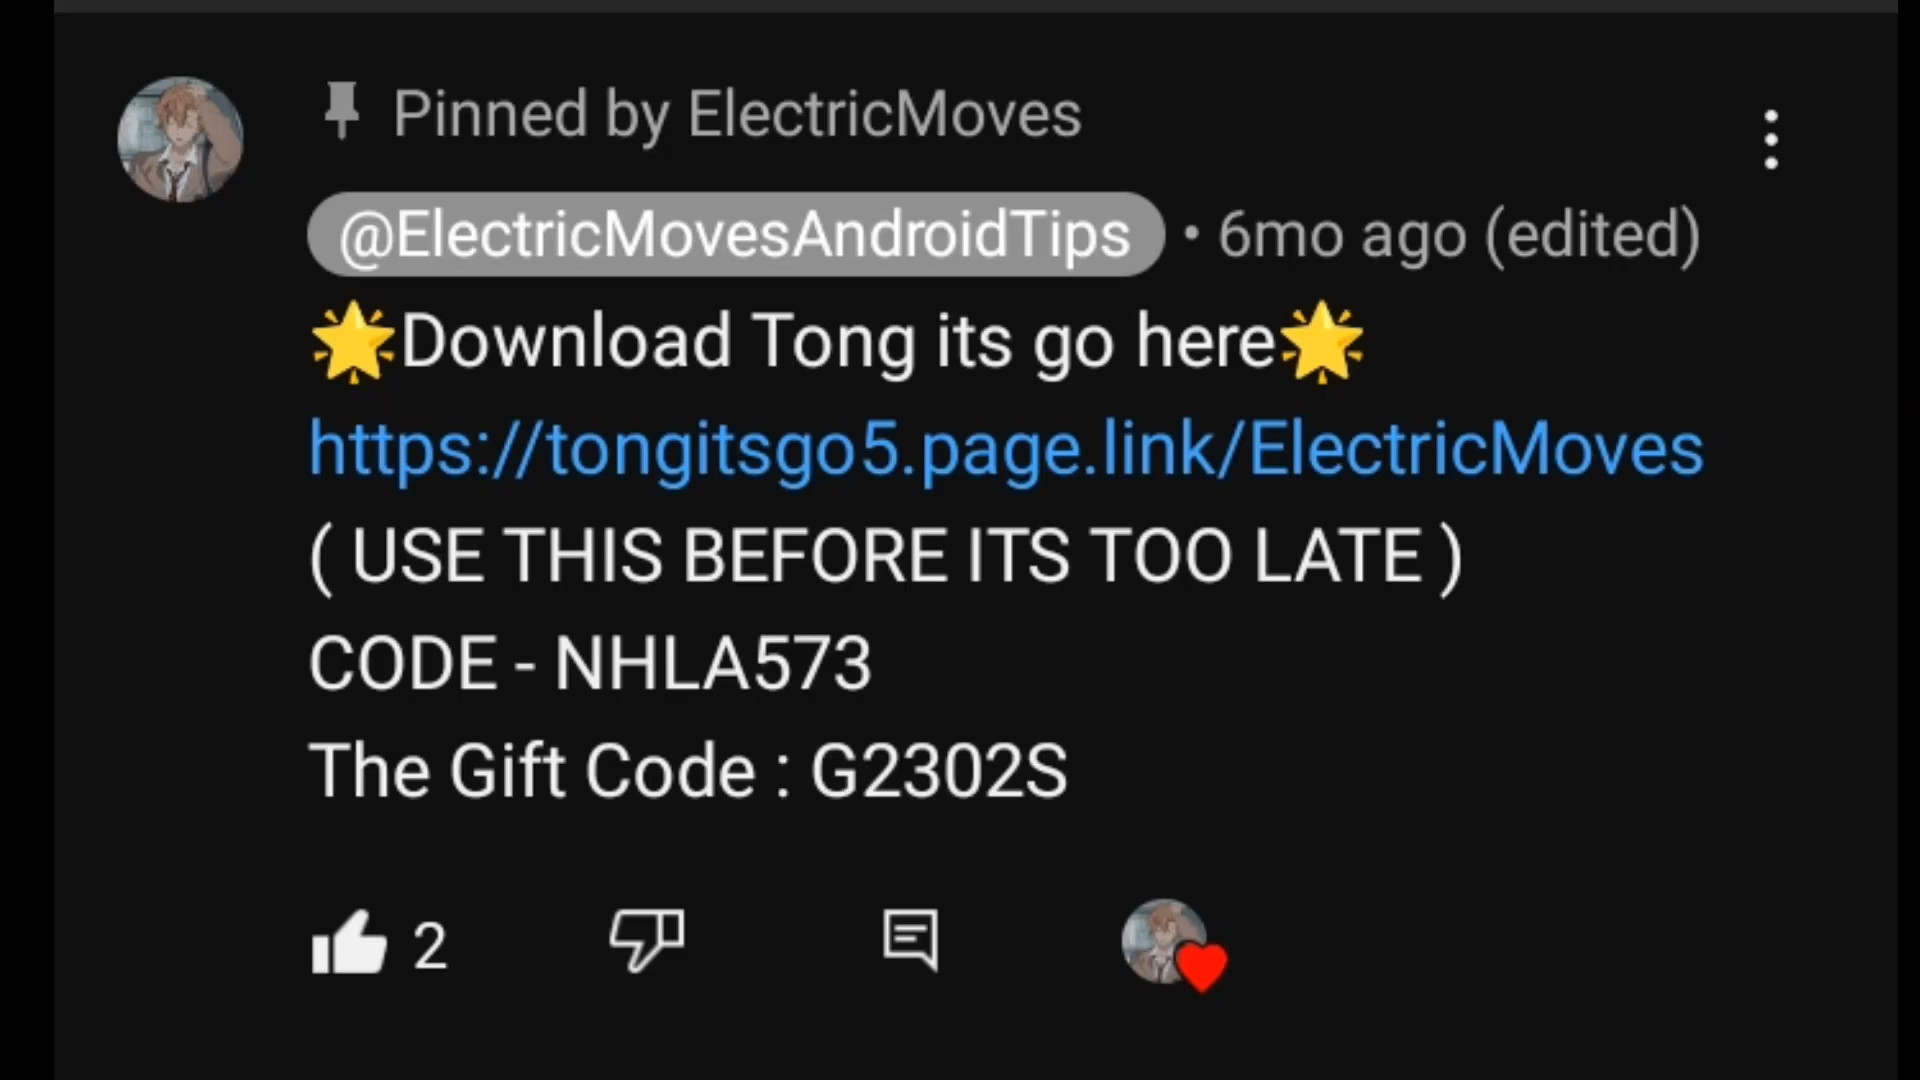 Pinned by ElectricMoves
@ElectricMovesAndroidTips • 6mo ago (edited)
🌟Download Tong its go here🌟
https://tongitsgo5.page.link/ElectricMoves
( USE THIS BEFORE ITS TOO LATE )
CODE - NHLA573
The Gift Code : G2302S
2